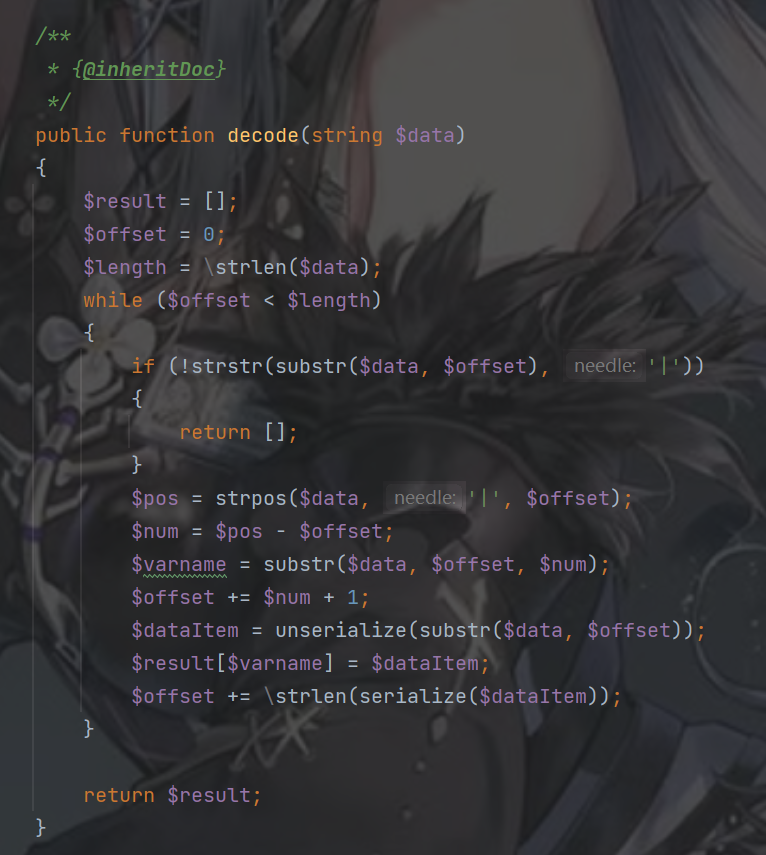 /**
 * {@inheritDoc}
 */
public function decode(string $data)
{
    $result = [];
    $offset = 0;
    $length = \strlen($data);
    while ($offset < $length)
    {
        if (!strstr(substr($data, $offset), needle: '|'))
        {
            return [];
        }
        $pos = strpos($data, needle: '|', $offset);
        $num = $pos - $offset;
        $varname = substr($data, $offset, $num);
        $offset += $num + 1;
        $dataItem = unserialize(substr($data, $offset));
        $result[$varname] = $dataItem;
        $offset += \strlen(serialize($dataItem));
    }

    return $result;
}